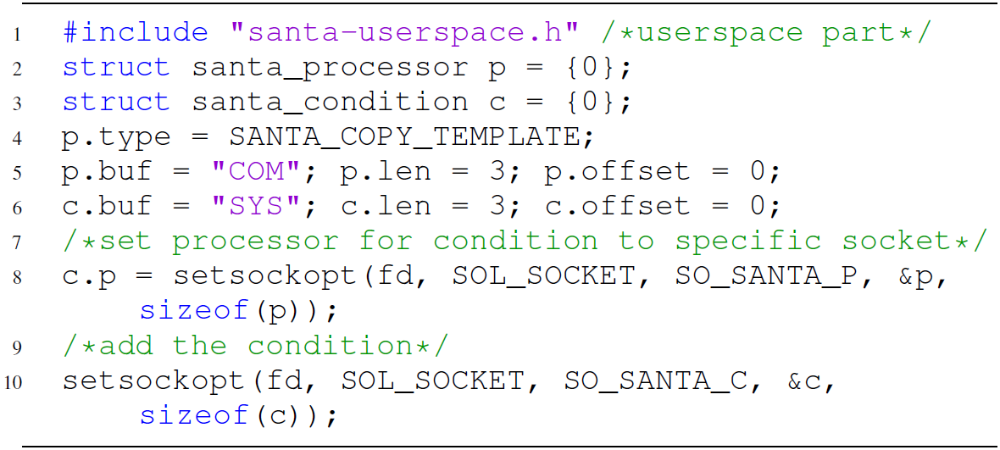 1 #include "santa-userspace.h" /*userspace part*/
2 struct santa_processor p = {0};
3 struct santa_condition c = {0};
4 p.type = SANTA_COPY_TEMPLATE;
5 p.buf = "COM"; p.len = 3; p.offset = 0;
6 c.buf = "SYS"; c.len = 3; c.offset = 0;
7 /*set processor for condition to specific socket*/
8 c.p = setsockopt(fd, SOL_SOCKET, SO_SANTA_P, &p,
sizeof(p));
9 /*add the condition*/
10 setsockopt(fd, SOL_SOCKET, SO_SANTA_C, &c,
sizeof(c));